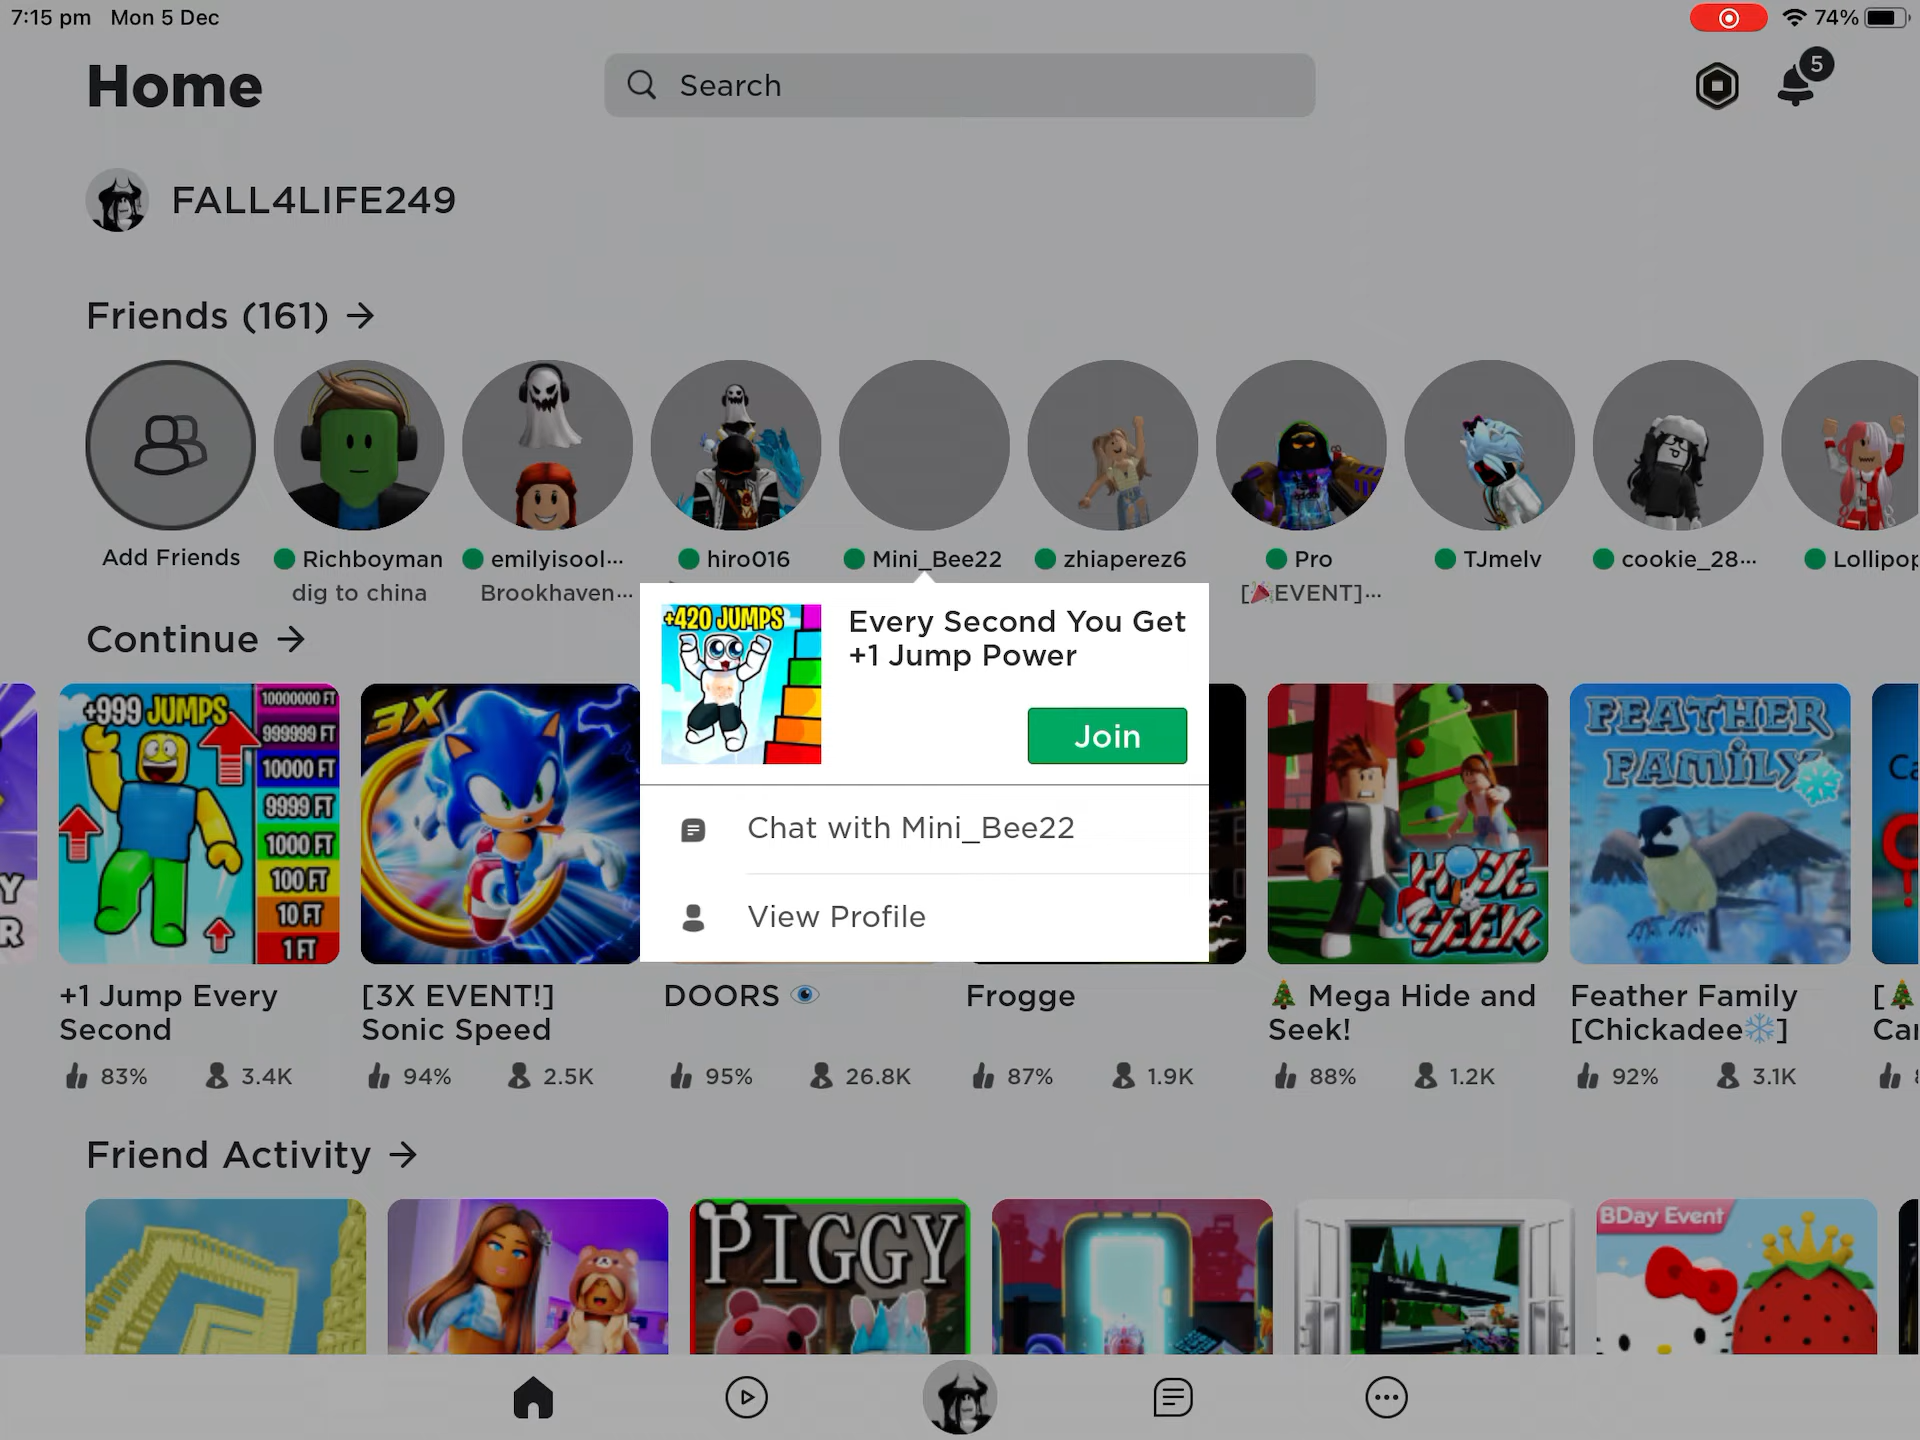 7:15 pm Mon 5 Dec
74%
Home
Search
5
FALL4LIFE249
Friends (161) →
Add Friends
Richboyman
dig to china
emilyisool...
Brookhaven...
hiro016
Mini_Bee22
zhiaperez6
Pro
[🎉EVENT]...
TJmelv
cookie_28...
Lollipop
Continue →
+420 JUMPS
Every Second You Get
+1 Jump Power
Join
Chat with Mini_Bee22
View Profile
+999 JUMPS
10000000 FT
999999 FT
10000 FT
9999 FT
1000 FT
100 FT
10 FT
1 FT
3X
HIDE
SEEK
FEATHER
FAMILY
+1 Jump Every
Second
83% 3.4K
[3X EVENT!]
Sonic Speed
94% 2.5K
DOORS 👁
95% 26.8K
Frogge
87% 1.9K
🎄 Mega Hide and
Seek!
88% 1.2K
Feather Family
[Chickadee❄️]
92% 3.1K
[🎄
Car
Friend Activity →
PIGGY
BDay Event